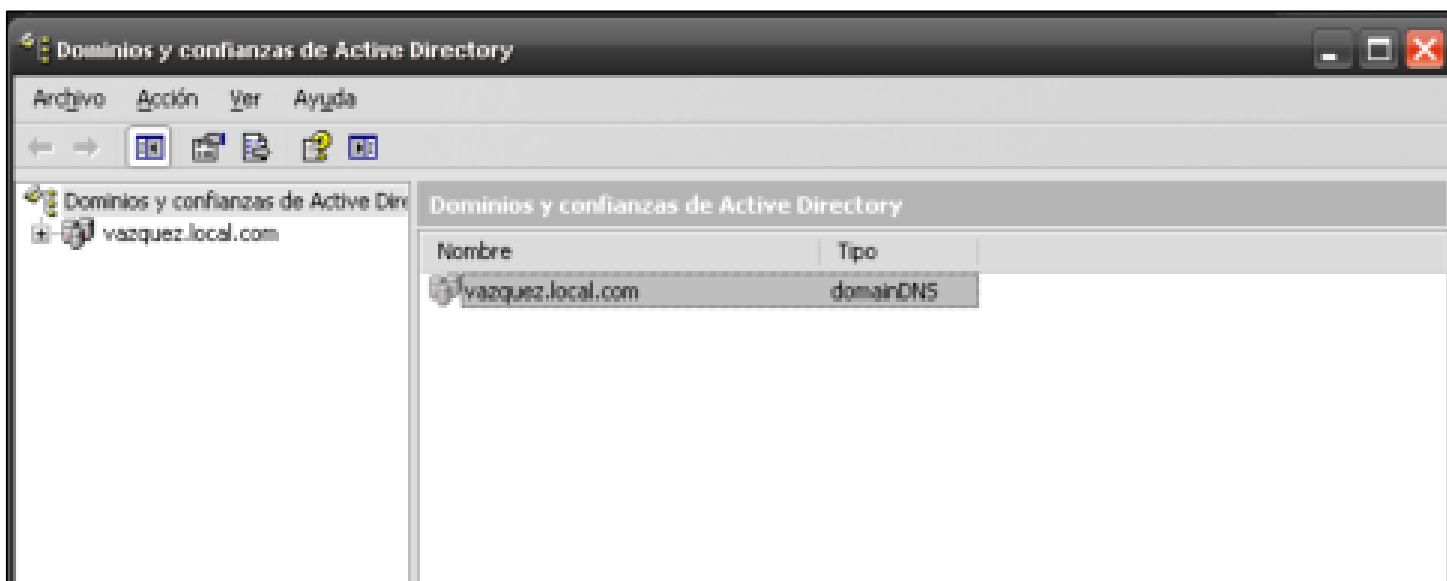 Dominios y confianzas de Active Directory
Archivo Acción Ver Ayuda
Dominios y confianzas de Active Dire
vazquez.local.com
Dominios y confianzas de Active Directory
Nombre Tipo
vazquez.local.com domainDNS